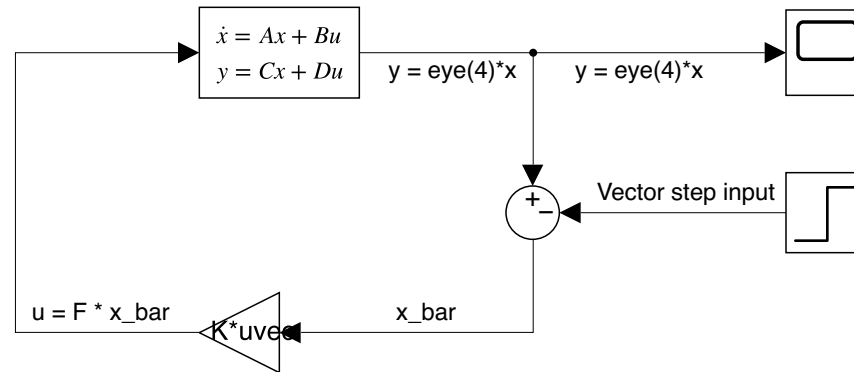 ẋ = Ax + Bu
y = Cx + Du
y = eye(4)*x
y = eye(4)*x
+
−
Vector step input
u = F * x_bar
K*uvec
x_bar